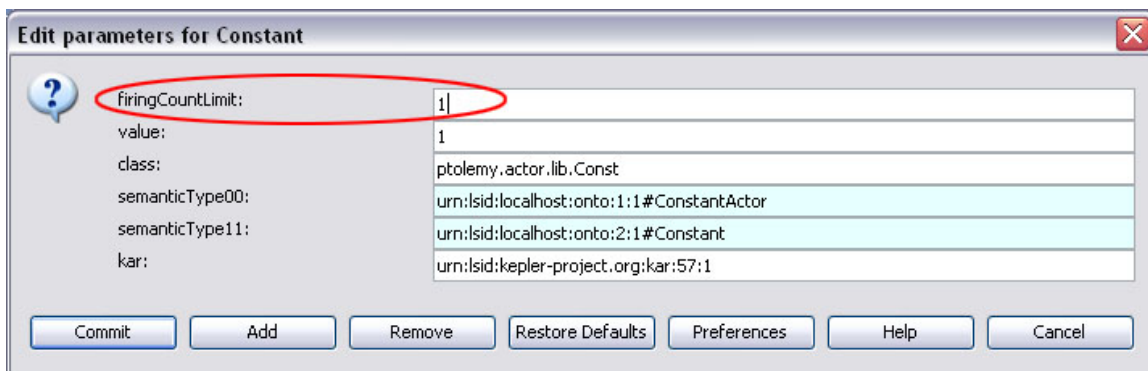 Edit parameters for Constant
firingCountLimit: 1
value: 1
class: ptolemy.actor.lib.Const
semanticType00: urn:lsid:localhost:onto:1:1#ConstantActor
semanticType11: urn:lsid:localhost:onto:2:1#Constant
kar: urn:lsid:kepler-project.org:kar:57:1
Commit Add Remove Restore Defaults Preferences Help Cancel